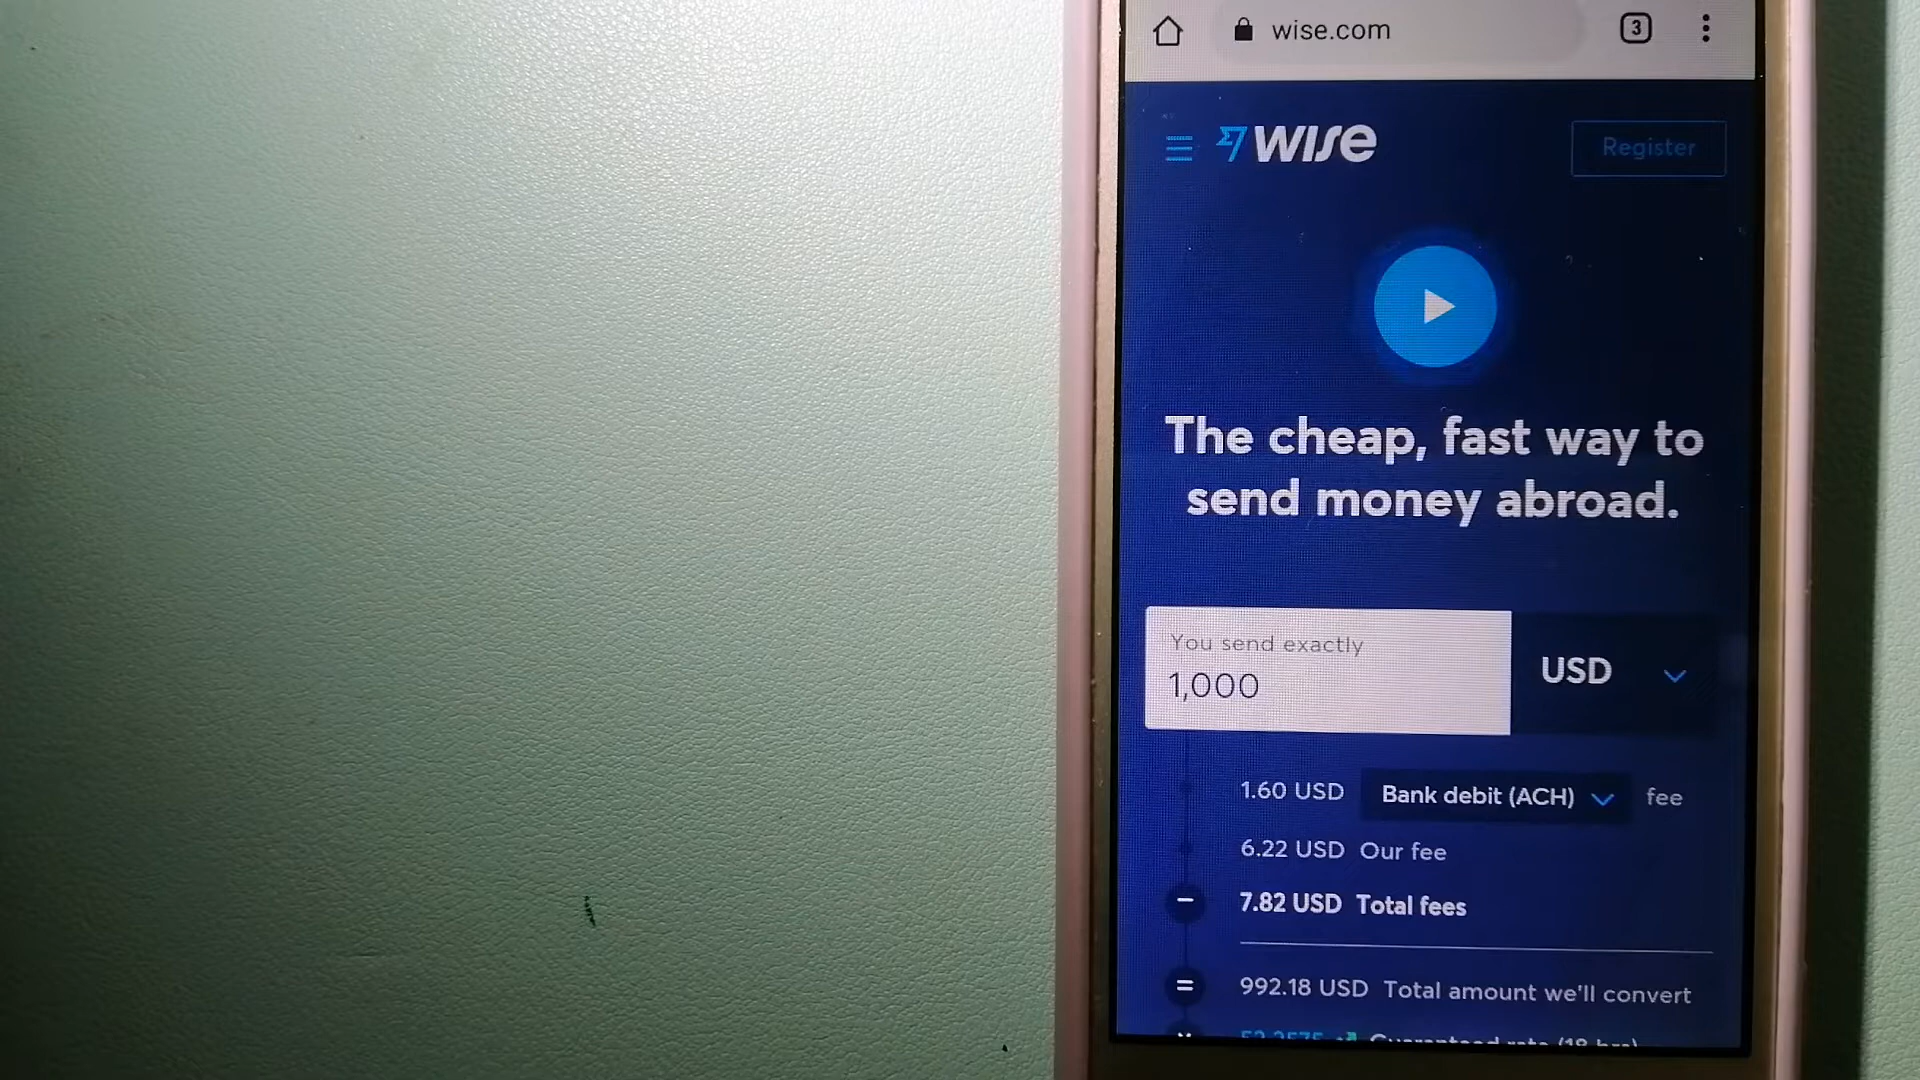 3
wise.com
WISE
Register
The cheap, fast way to
send money abroad.
You send exactly
1,000
USD
1.60 USD Bank debit (ACH) fee
6.22 USD Our fee
7.82 USD Total fees
992.18 USD Total amount we'll convert
Guaranteed rate